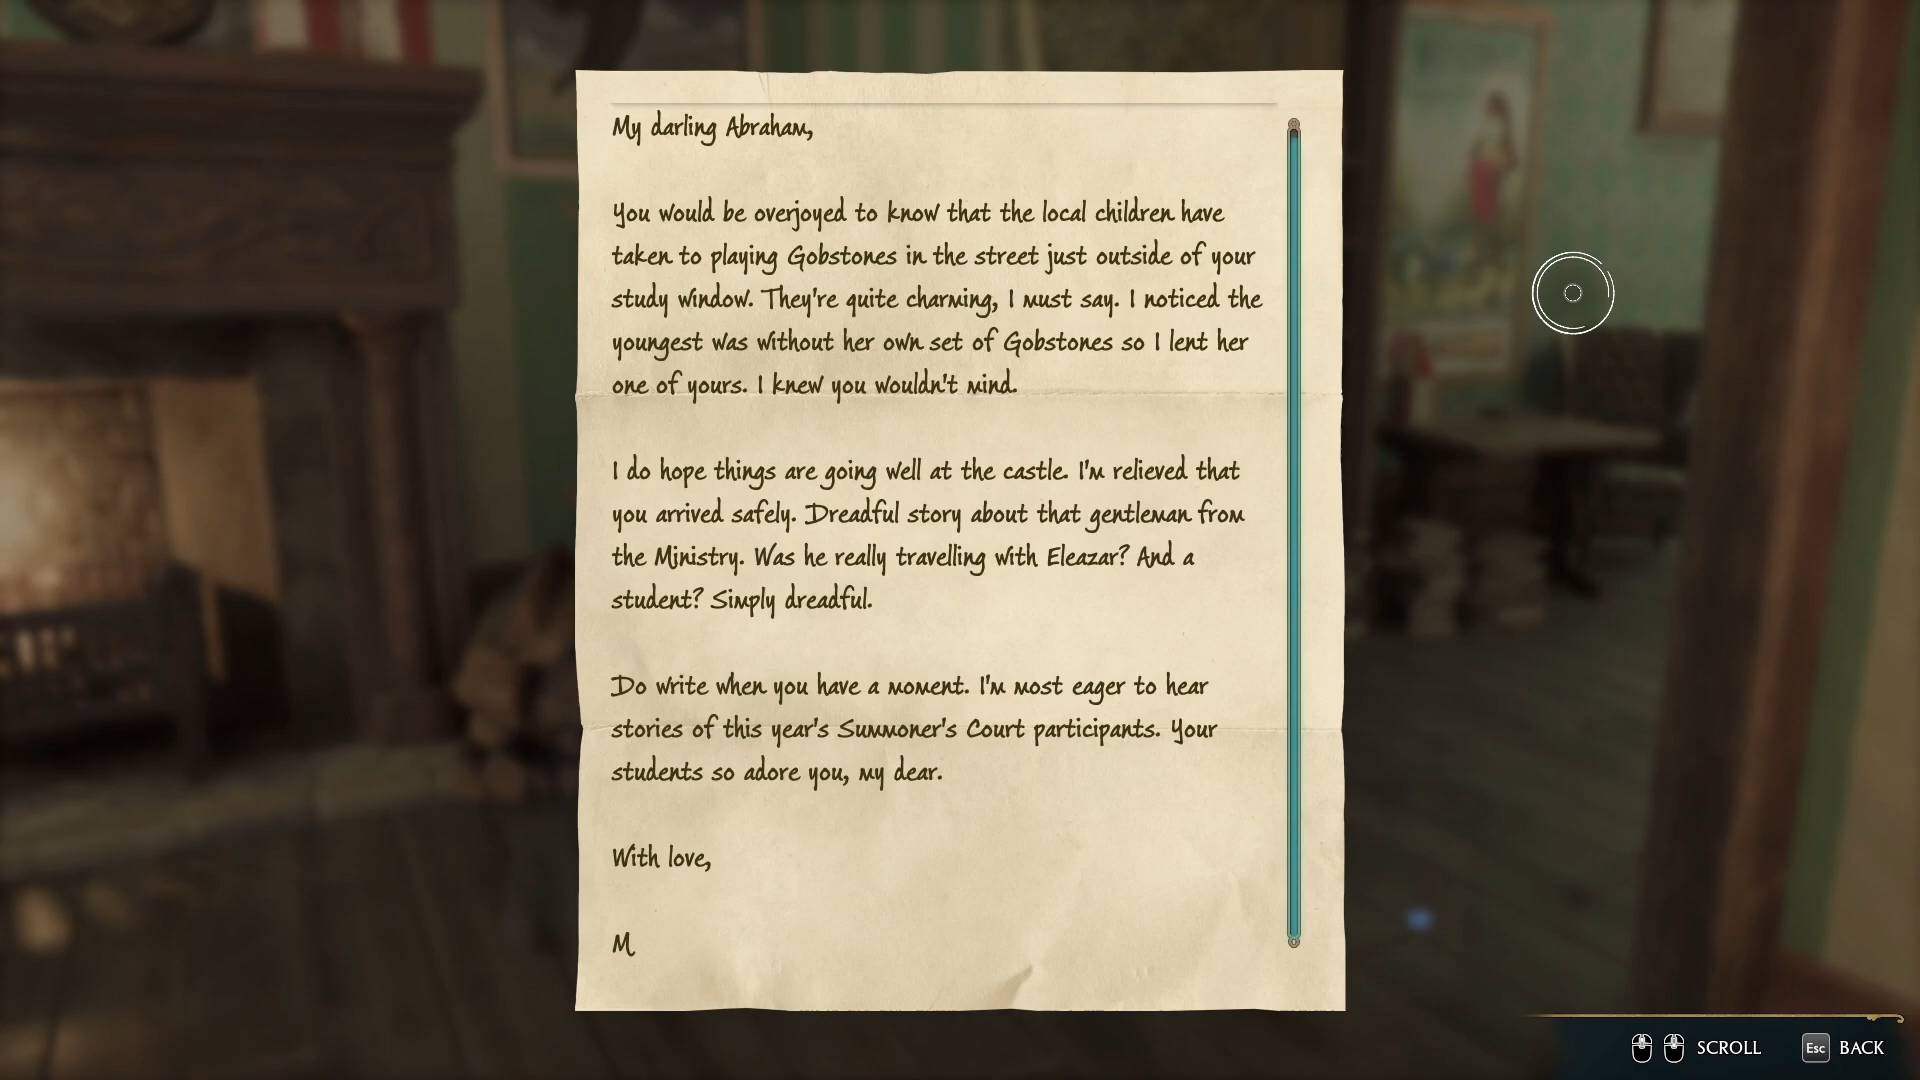 My darling Abraham,
You would be overjoyed to know that the local children have
taken to playing Gobstones in the street just outside of your
study window. They're quite charming, I must say. I noticed the
youngest was without her own set of Gobstones so I lent her
one of yours. I knew you wouldn't mind.
I do hope things are going well at the castle. I'm relieved that
you arrived safely. Dreadful story about that gentleman from
the Ministry. Was he really travelling with Eleazar? And a
student? Simply dreadful.
Do write when you have a moment. I'm most eager to hear
stories of this year's Summoner's Court participants. Your
students so adore you, my dear.
With love,
M
SCROLL Esc BACK